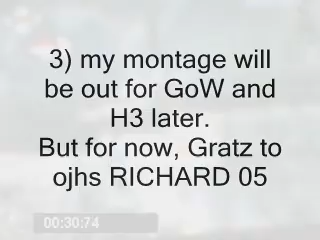 3) my montage will
be out for GoW and
H3 later.
But for now, Gratz to
ojhs RICHARD 05
00:30:74